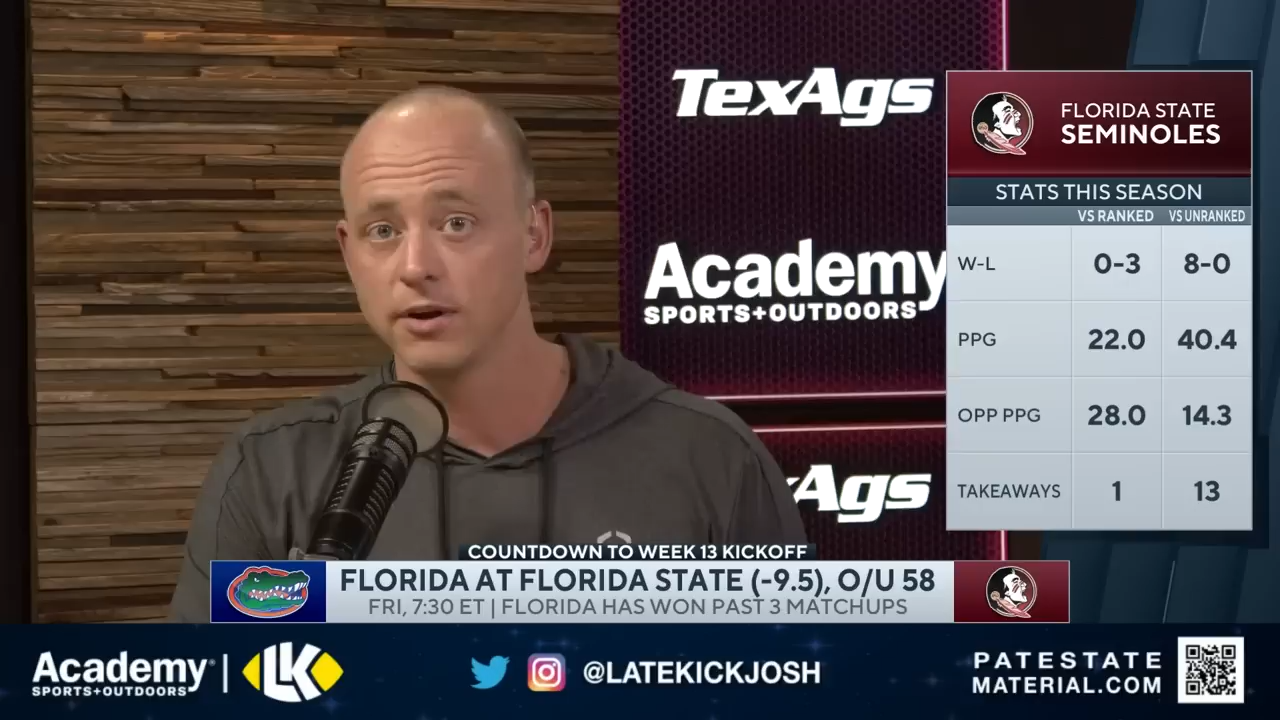 TexAgs
Academy
SPORTS+OUTDOORS
xAgs
FLORIDA STATE
SEMINOLES
STATS THIS SEASON
VS RANKED VS UNRANKED
W-L 0-3 8-0
PPG 22.0 40.4
OPP PPG 28.0 14.3
TAKEAWAYS 1 13
COUNTDOWN TO WEEK 13 KICKOFF
FLORIDA AT FLORIDA STATE (-9.5), O/U 58
FRI, 7:30 ET | FLORIDA HAS WON PAST 3 MATCHUPS
Academy | LK @LATEKICKJOSH
SPORTS+OUTDOORS
PATESTATE
MATERIAL.COM